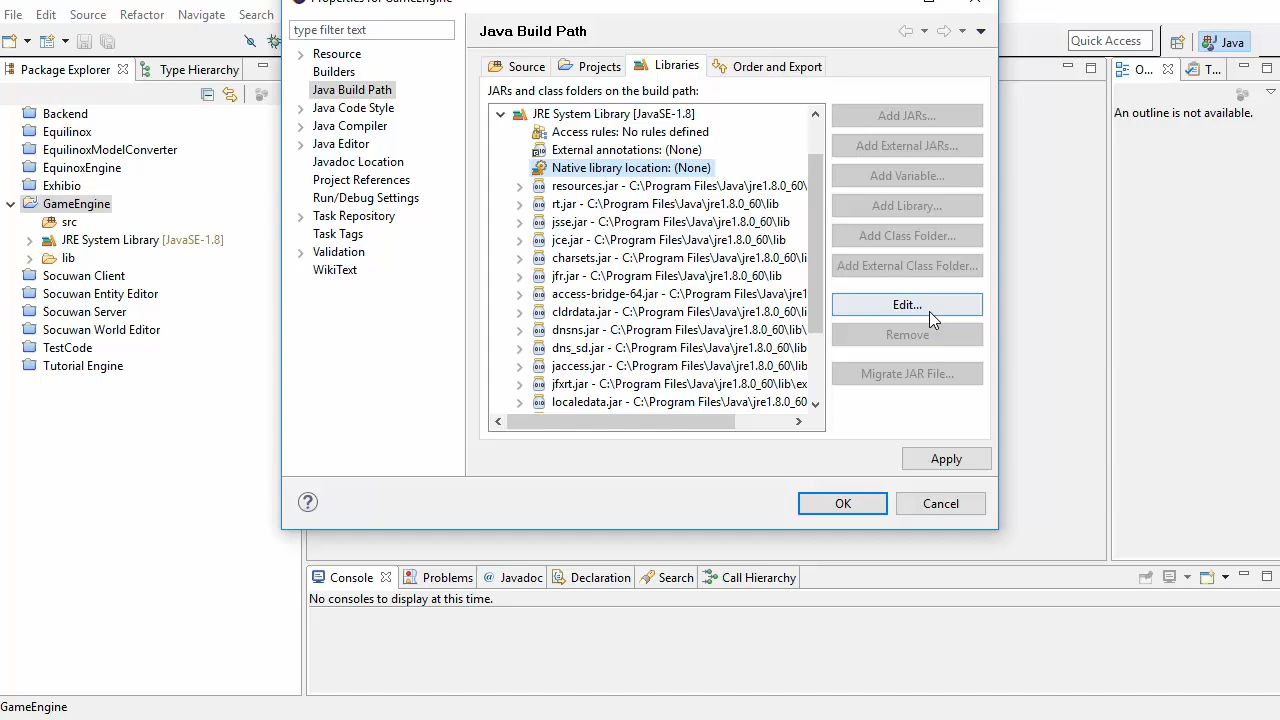 Properties for GameEngine
File Edit Source Refactor Navigate Search
Quick Access
Java
Package Explorer Type Hierarchy
Backend
Equilinox
EquilinoxModelConverter
EquinoxEngine
Exhibio
GameEngine
src
JRE System Library [JavaSE-1.8]
lib
Socuwan Client
Socuwan Entity Editor
Socuwan Server
Socuwan World Editor
TestCode
Tutorial Engine
type filter text
Resource
Builders
Java Build Path
Java Code Style
Java Compiler
Java Editor
Javadoc Location
Project References
Run/Debug Settings
Task Repository
Task Tags
Validation
WikiText
Java Build Path
Source Projects Libraries Order and Export
JARs and class folders on the build path:
JRE System Library [JavaSE-1.8]
Access rules: No rules defined
External annotations: (None)
Native library location: (None)
resources.jar - C:\Program Files\Java\jre1.8.0_60\
rt.jar - C:\Program Files\Java\jre1.8.0_60\lib
jsse.jar - C:\Program Files\Java\jre1.8.0_60\lib
jce.jar - C:\Program Files\Java\jre1.8.0_60\lib
charsets.jar - C:\Program Files\Java\jre1.8.0_60\li
jfr.jar - C:\Program Files\Java\jre1.8.0_60\lib
access-bridge-64.jar - C:\Program Files\Java\jre1
cldrdata.jar - C:\Program Files\Java\jre1.8.0_60\lib
dnsns.jar - C:\Program Files\Java\jre1.8.0_60\lib\
dns_sd.jar - C:\Program Files\Java\jre1.8.0_60\lib
jaccess.jar - C:\Program Files\Java\jre1.8.0_60\lib
jfxrt.jar - C:\Program Files\Java\jre1.8.0_60\lib\ex
localedata.jar - C:\Program Files\Java\jre1.8.0_60
Add JARs...
Add External JARs...
Add Variable...
Add Library...
Add Class Folder...
Add External Class Folder...
Edit...
Remove
Migrate JAR File...
Apply
OK Cancel
O... T...
An outline is not available.
Console Problems @ Javadoc Declaration Search Call Hierarchy
No consoles to display at this time.
GameEngine